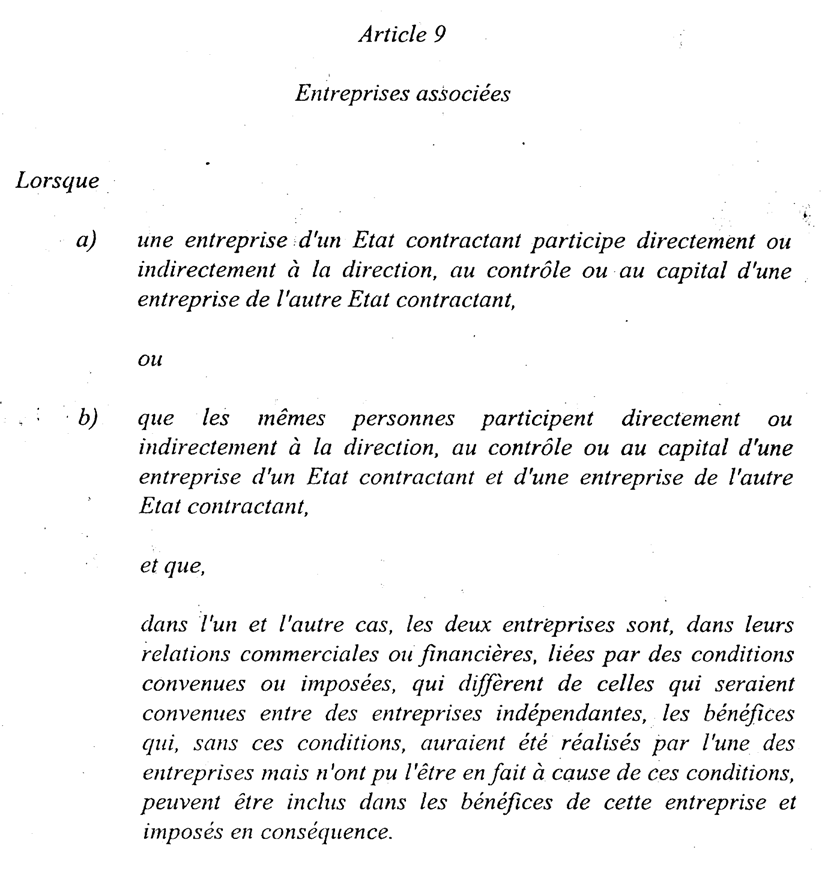 Article 9
Entreprises associées
Lorsque
a) une entreprise d'un Etat contractant participe directement ou
indirectement à la direction, au contrôle ou au capital d'une
entreprise de l'autre Etat contractant,
ou
b) que les mêmes personnes participent directement ou
indirectement à la direction, au contrôle ou au capital d'une
entreprise d'un Etat contractant et d'une entreprise de l'autre
Etat contractant,
et que,
dans l'un et l'autre cas, les deux entreprises sont, dans leurs
relations commerciales ou financières, liées par des conditions
convenues ou imposées, qui diffèrent de celles qui seraient
convenues entre des entreprises indépendantes, les bénéfices
qui, sans ces conditions, auraient été réalisés par l'une des
entreprises mais n'ont pu l'être en fait à cause de ces conditions,
peuvent être inclus dans les bénéfices de cette entreprise et
imposés en conséquence.